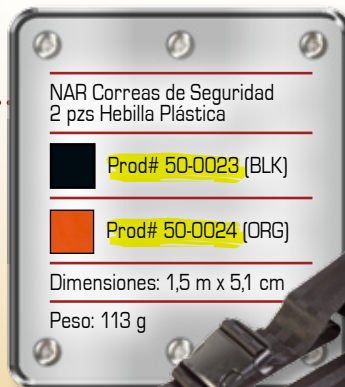 NAR Correas de Seguridad
2 pzs Hebilla Plástica
Prod# 50-0023 (BLK)
Prod# 50-0024 (ORG)
Dimensiones: 1,5 m x 5,1 cm
Peso: 113 g